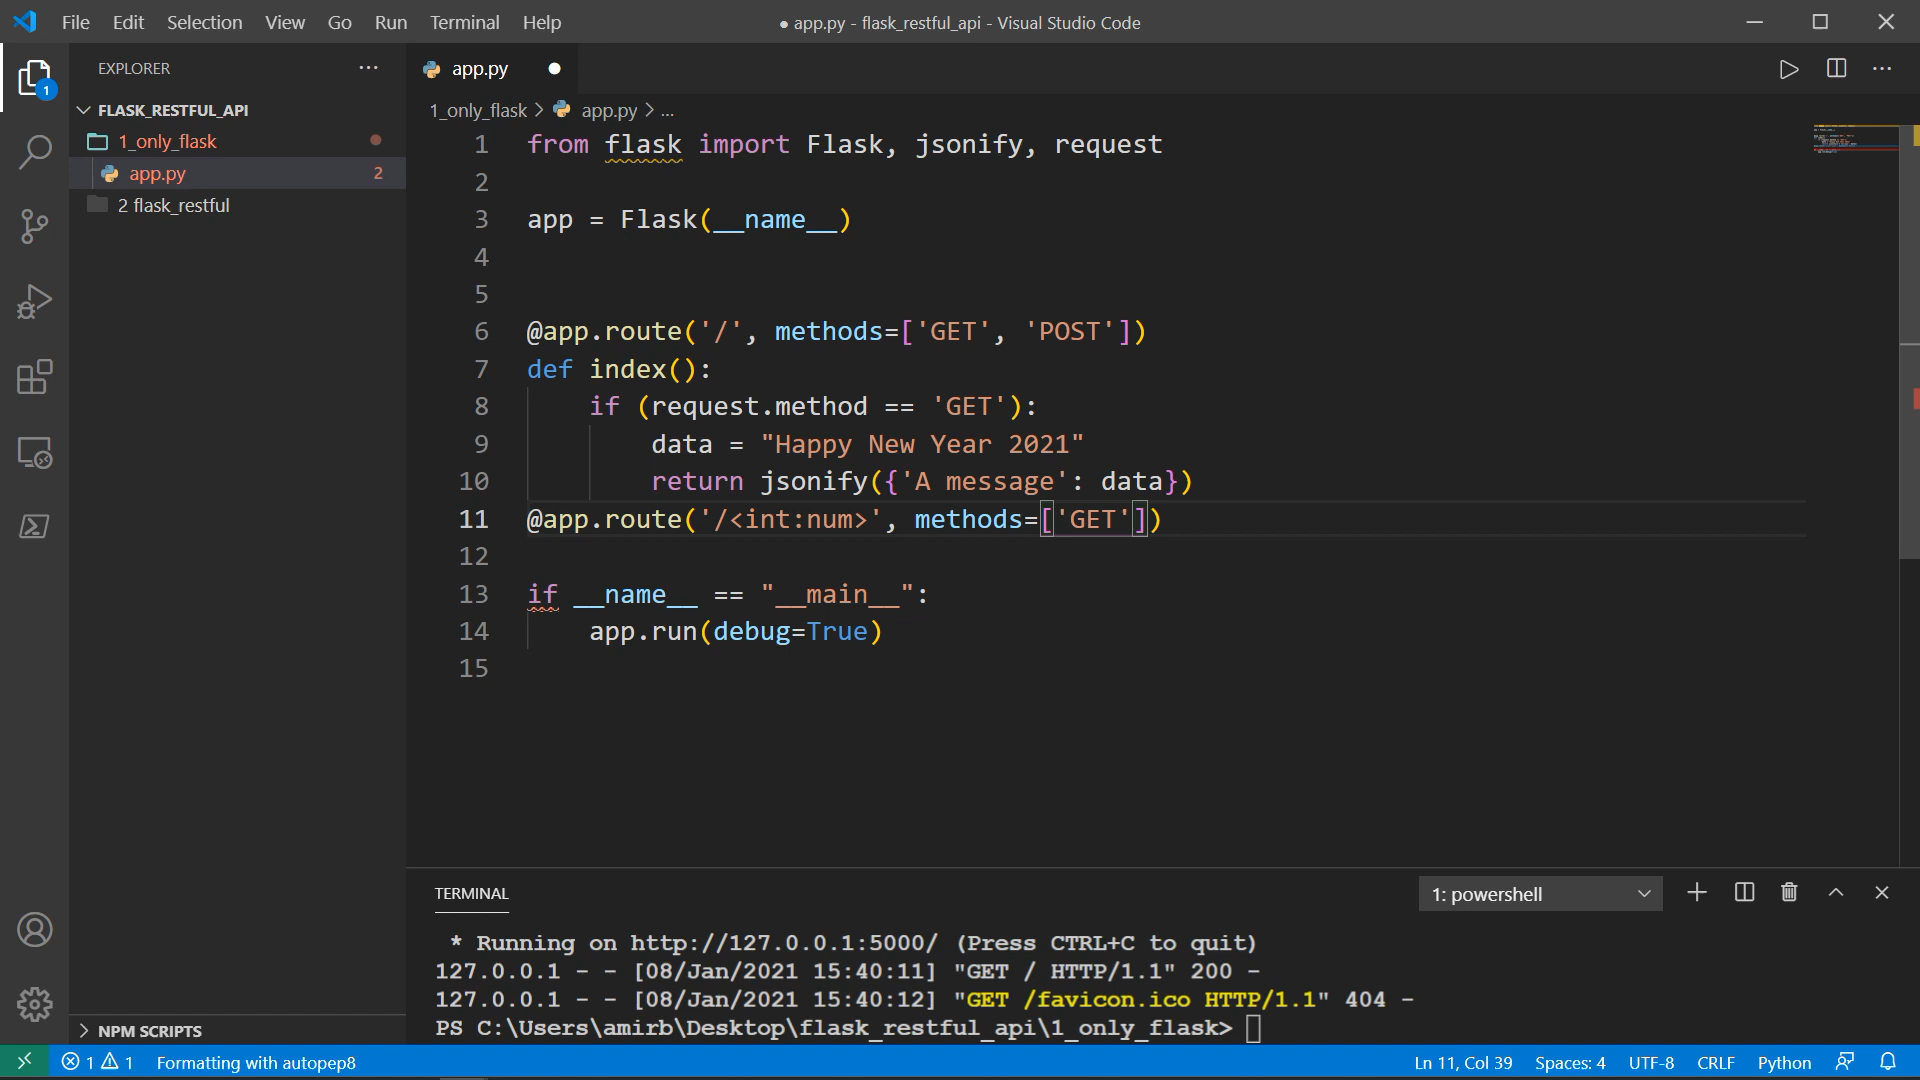 File Edit Selection View Go Run Terminal Help
● app.py - flask_restful_api - Visual Studio Code
1
EXPLORER
FLASK_RESTFUL_API
1_only_flask
app.py 2
2 flask_restful
NPM SCRIPTS
app.py
1_only_flask > app.py > ...
1 from flask import Flask, jsonify, request
2
3 app = Flask(__name__)
4
5
6 @app.route('/', methods=['GET', 'POST'])
7 def index():
8     if (request.method == 'GET'):
9         data = "Happy New Year 2021"
10         return jsonify({'A message': data})
11 @app.route('/<int:num>', methods=['GET'])
12
13 if __name__ == "__main__":
14     app.run(debug=True)
15
TERMINAL
1: powershell
* Running on http://127.0.0.1:5000/ (Press CTRL+C to quit)
127.0.0.1 - - [08/Jan/2021 15:40:11] "GET / HTTP/1.1" 200 -
127.0.0.1 - - [08/Jan/2021 15:40:12] "GET /favicon.ico HTTP/1.1" 404 -
PS C:\Users\amirb\Desktop\flask_restful_api\1_only_flask>
1 1 Formatting with autopep8
Ln 11, Col 39 Spaces: 4 UTF-8 CRLF Python